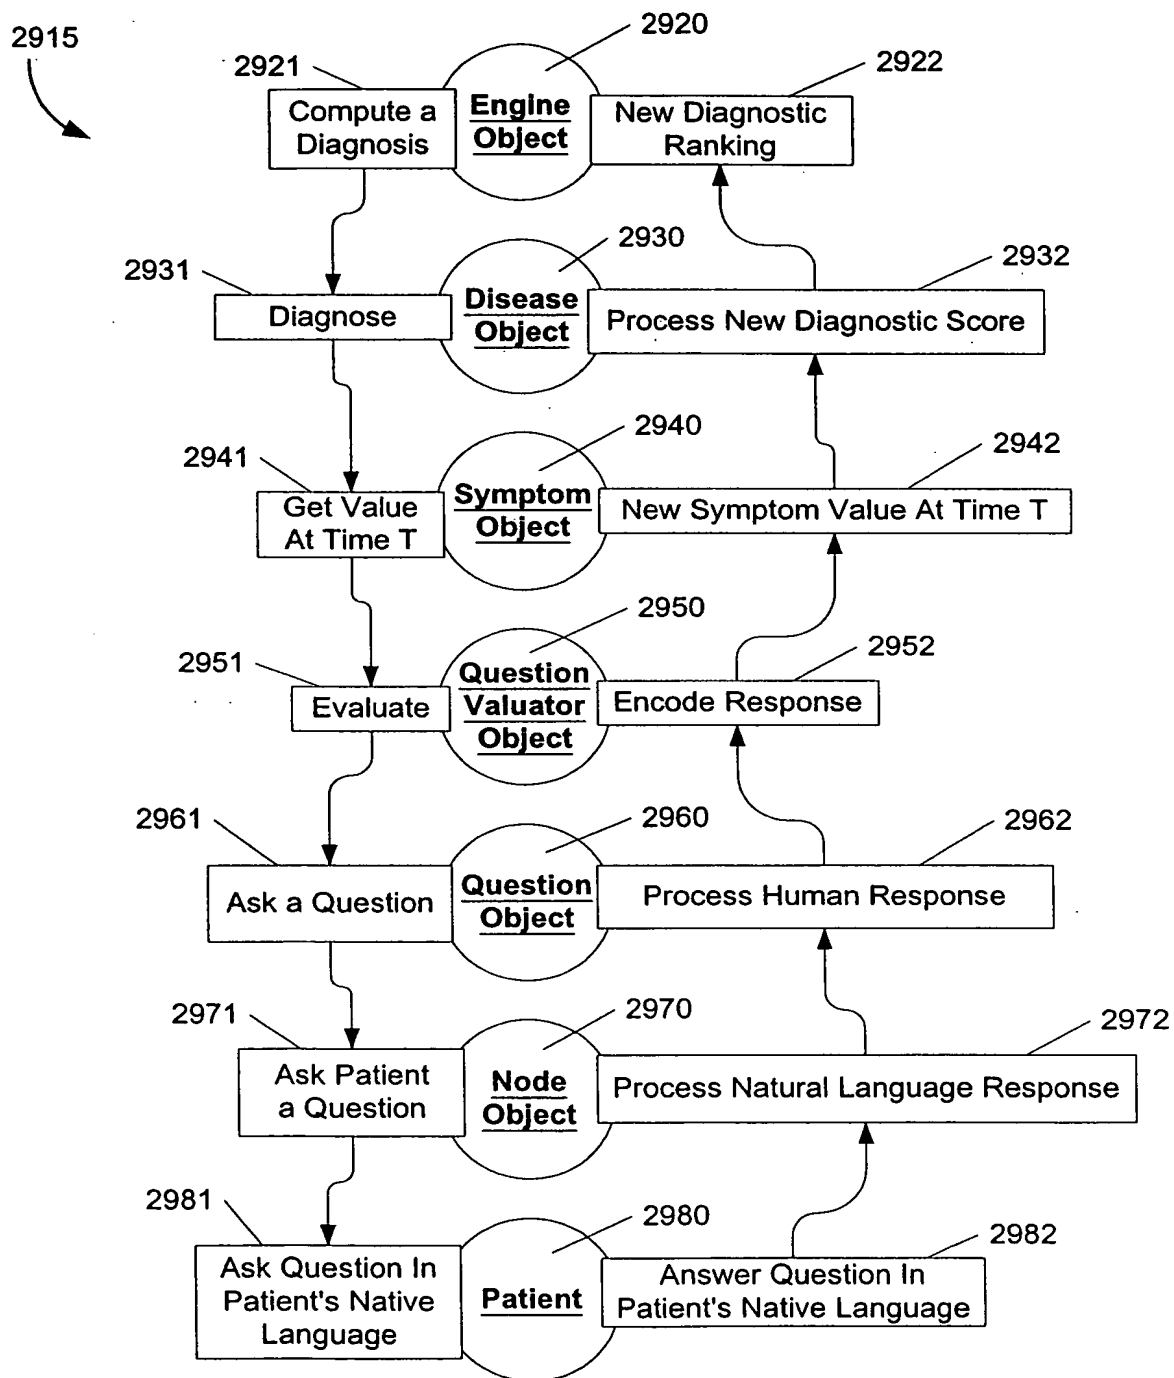 2915
2920
2921
2922
Compute a
Diagnosis
Engine
Object
New Diagnostic
Ranking
2930
2931
2932
Diagnose
Disease
Object
Process New Diagnostic Score
2940
2941
2942
Get Value
At Time T
Symptom
Object
New Symptom Value At Time T
2950
2951
2952
Evaluate
Question
Valuator
Object
Encode Response
2960
2961
2962
Ask a Question
Question
Object
Process Human Response
2970
2971
2972
Ask Patient
a Question
Node
Object
Process Natural Language Response
2980
2981
2982
Ask Question In
Patient's Native
Language
Patient
Answer Question In
Patient's Native Language